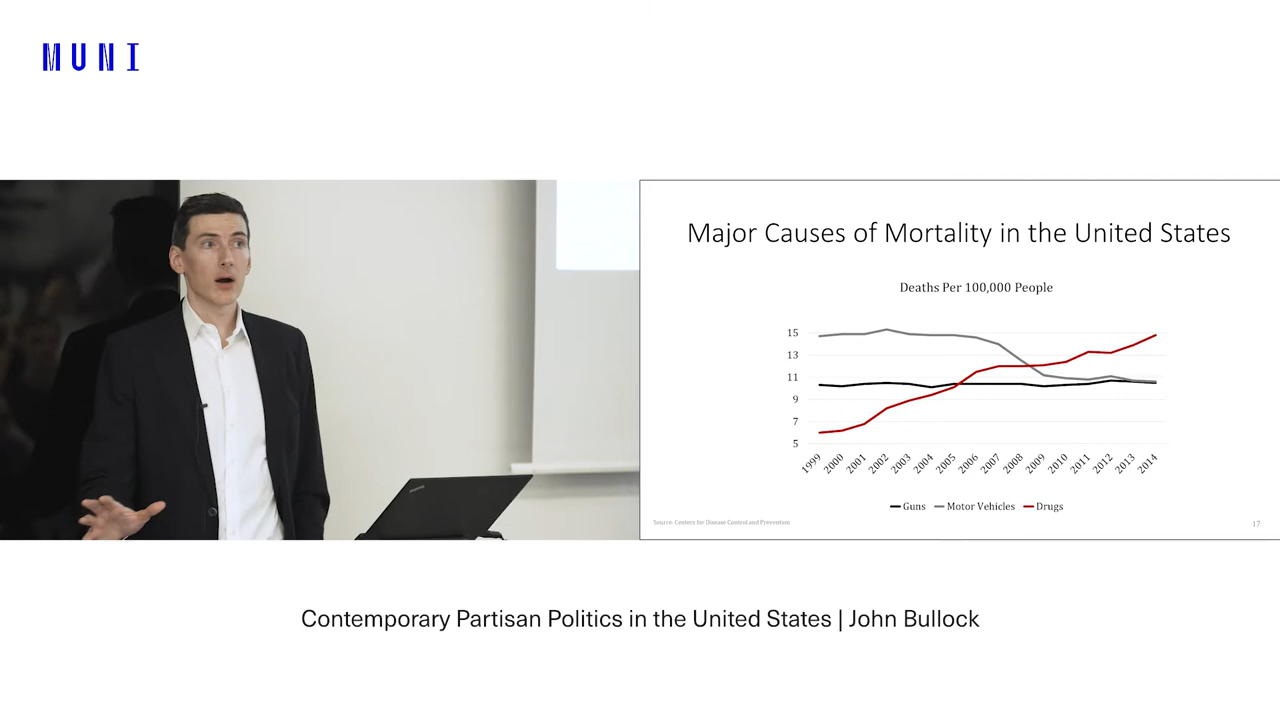 MUNI
Major Causes of Mortality in the United States
Deaths Per 100,000 People
15
13
11
9
7
5
1999 2000 2001 2002 2003 2004 2005 2006 2007 2008 2009 2010 2011 2012 2013 2014
Guns Motor Vehicles Drugs
Source: Centers for Disease Control and Prevention
17
Contemporary Partisan Politics in the United States | John Bullock